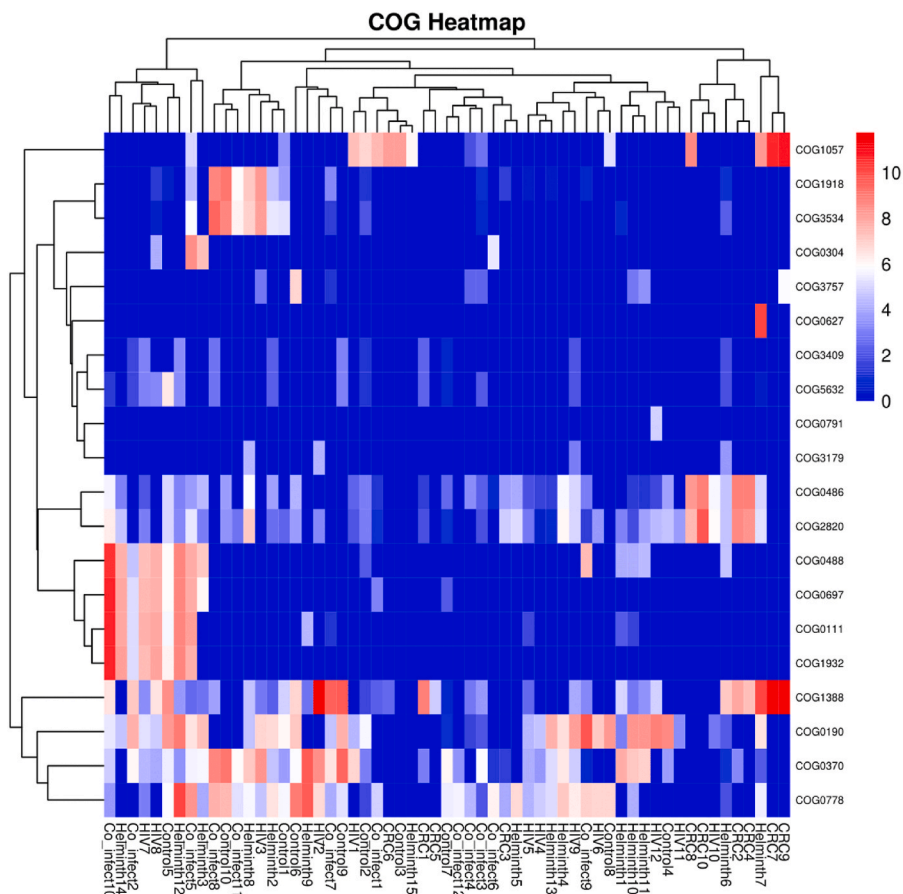 COG Heatmap
COG1057
COG1918
COG3534
COG0304
COG3757
COG0627
COG3409
COG5632
COG0791
COG3179
COG0486
COG2820
COG0488
COG0697
COG0111
COG1932
COG1388
COG0190
COG0370
COG0778
10
8
6
4
2
0
Co_infect10
Helminth14
Co_infect2
HIV7
HIV8
Control5
Helminth12
Co_infect5
Helminth3
Co_infect8
Control10
Co_infect11
Helminth8
HIV3
Helminth2
Control1
Control6
Helminth9
HIV2
Co_infect7
Control9
HIV1
Control2
Co_infect1
CRC6
Control3
Helminth15
CRC1
CRC5
Control7
Co_infect12
Co_infect4
Co_infect3
Co_infect6
CRC3
Helminth5
HIV5
HIV4
Helminth13
Helminth4
HIV9
Co_infect9
HIV6
Control8
Helminth1
Helminth10
Helminth11
HIV12
Control4
HIV11
CRC8
CRC10
HIV10
Helminth6
CRC2
CRC4
Helminth7
CRC7
CRC9